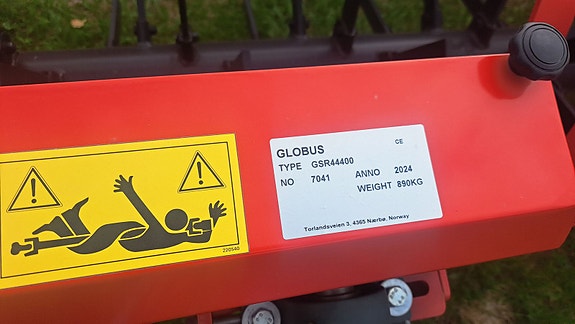 GLOBUS
CE
TYPE GSR44400
NO 7041 ANNO 2024
WEIGHT 890KG
Torlandsveien 3, 4365 Nærbø, Norway
220540